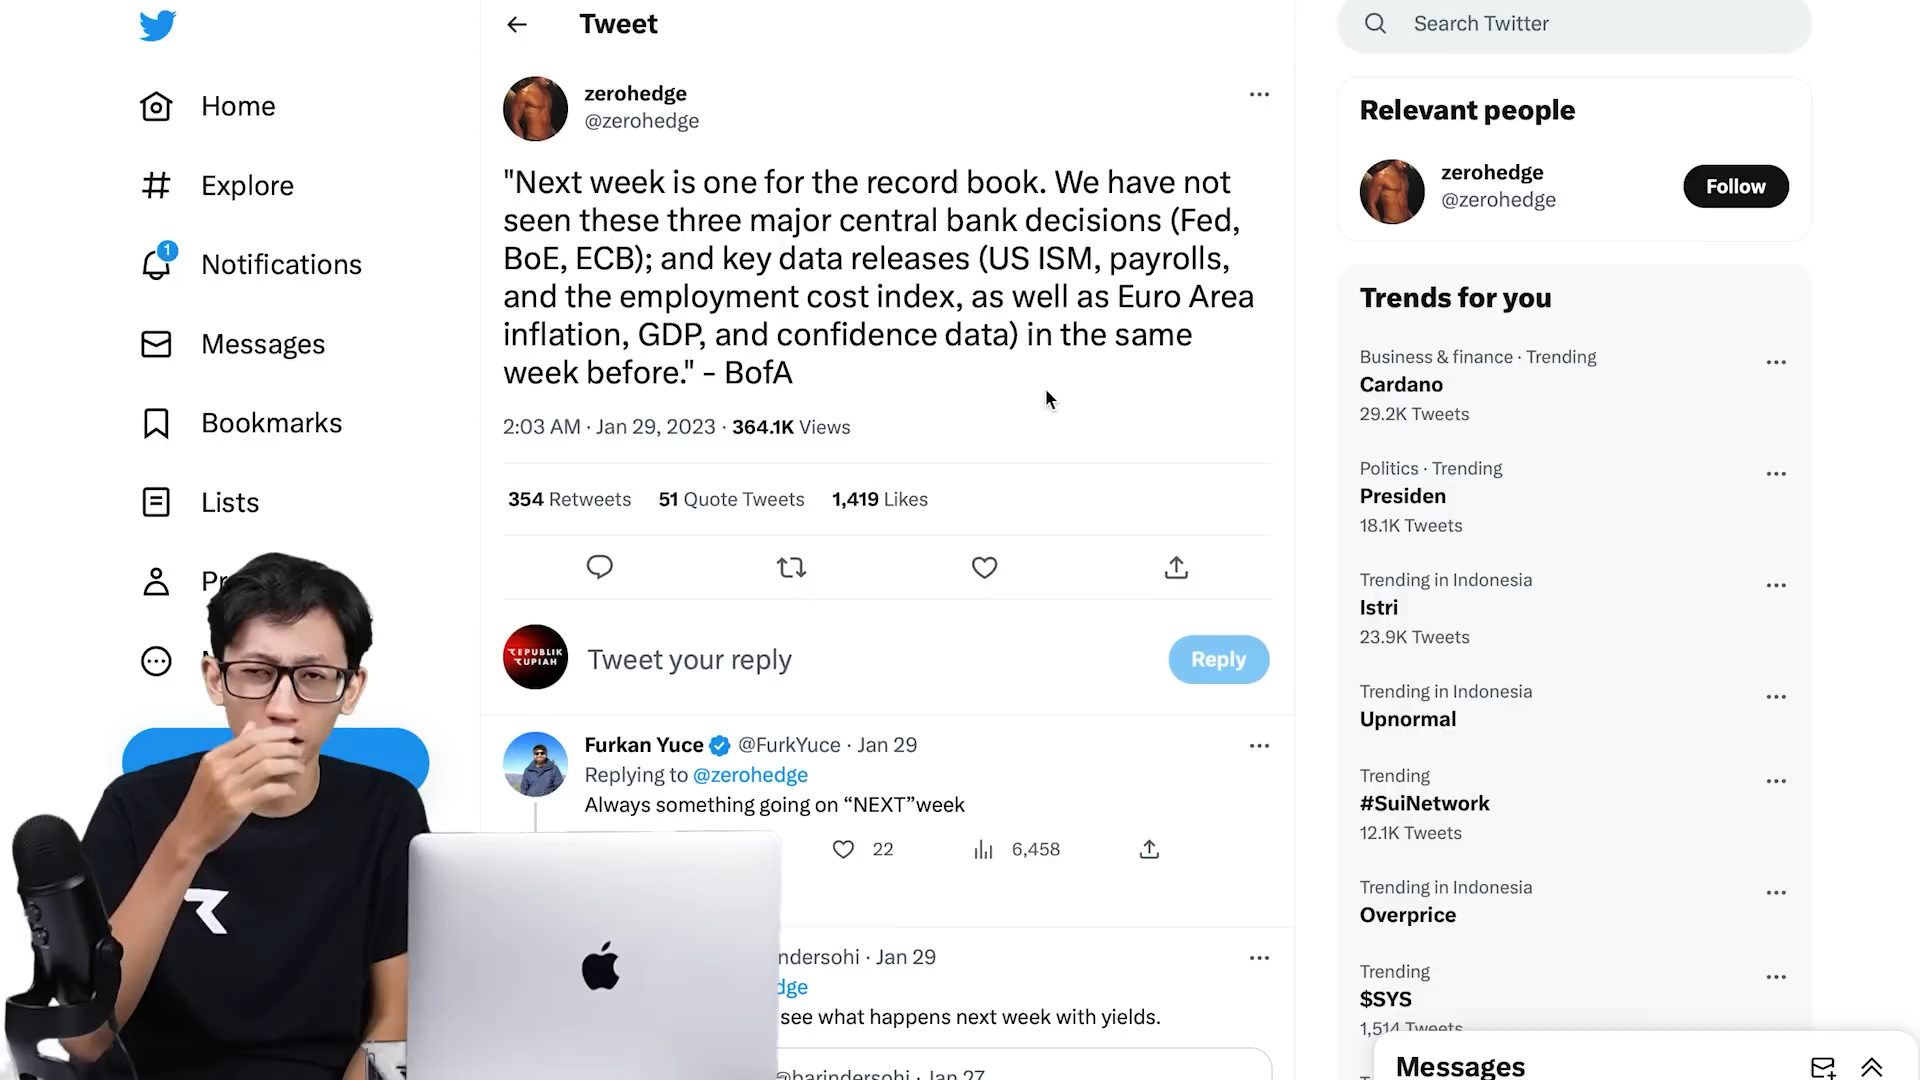 Tweet
Search Twitter
Home
Explore
1
Notifications
Messages
Bookmarks
Lists
zerohedge
@zerohedge
"Next week is one for the record book. We have not
seen these three major central bank decisions (Fed,
BoE, ECB); and key data releases (US ISM, payrolls,
and the employment cost index, as well as Euro Area
inflation, GDP, and confidence data) in the same
week before." - BofA
2:03 AM · Jan 29, 2023 · 364.1K Views
354 Retweets 51 Quote Tweets 1,419 Likes
REPUBLIK
RUPIAH
Tweet your reply
Reply
Furkan Yuce @FurkYuce · Jan 29
Replying to @zerohedge
Always something going on “NEXT”week
22 6,458
ndersohi · Jan 29
dge
see what happens next week with yields.
@barindersohi · Jan 27
Relevant people
zerohedge
@zerohedge
Follow
Trends for you
Business & finance · Trending
Cardano
29.2K Tweets
Politics · Trending
Presiden
18.1K Tweets
Trending in Indonesia
Istri
23.9K Tweets
Trending in Indonesia
Upnormal
Trending
#SuiNetwork
12.1K Tweets
Trending in Indonesia
Overprice
Trending
$SYS
1,514 Tweets
Messages